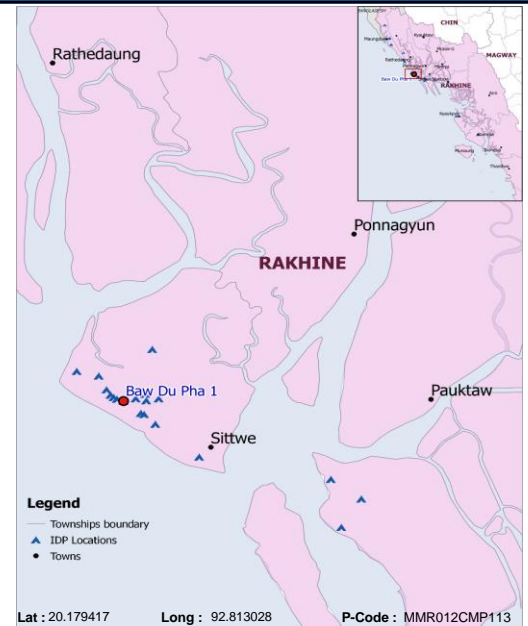 Rathedaung
CHIN
MAGWAY
RAKHINE
Ponnagyun
RAKHINE
Baw Du Pha 1
Pauktaw
Sittwe
Legend
Townships boundary
IDP Locations
Towns
Lat : 20.179417 Long : 92.813028 P-Code : MMR012CMP113